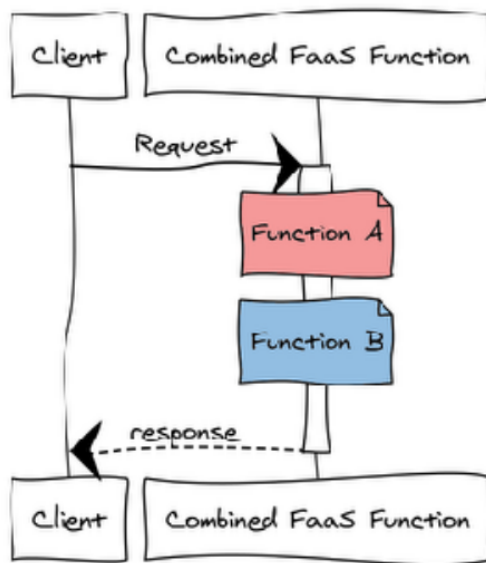 Client
Combined FaaS Function
Request
Function A
Function B
response
Client
Combined FaaS Function